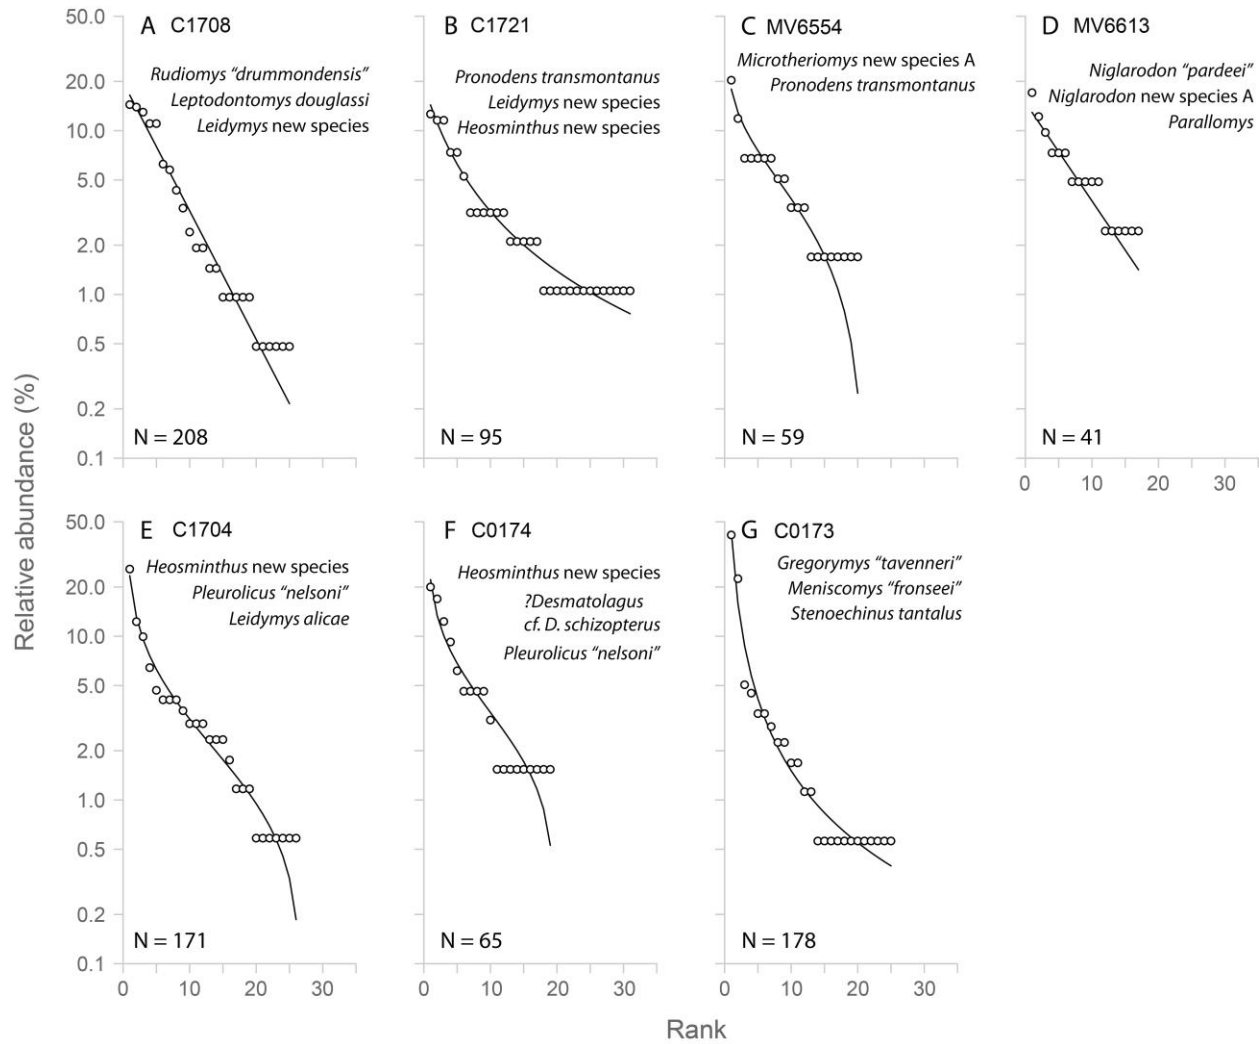 A C1708
Rudiomys “drummondensis”
Leptodontomys douglassi
Leidymys new species
N = 208
B C1721
Pronodens transmontanus
Leidymys new species
Heosminthus new species
N = 95
C MV6554
Microtheriomys new species A
Pronodens transmontanus
N = 59
D MV6613
Niglarodon “pardeei”
Niglarodon new species A
Parallomys
N = 41
50.0
20.0
10.0
5.0
2.0
1.0
0.5
0.2
0.1
0 10 20 30
E C1704
Heosminthus new species
Pleurolicus “nelsoni”
Leidymys alicae
N = 171
F C0174
Heosminthus new species
?Desmatolagus
cf. D. schizopterus
Pleurolicus “nelsoni”
N = 65
G C0173
Gregorymys “tavenneri”
Meniscomys “fronseei”
Stenoechinus tantalus
N = 178
50.0
20.0
10.0
5.0
2.0
1.0
0.5
0.2
0.1
0 10 20 30
0 10 20 30
0 10 20 30
Relative abundance (%)
Rank